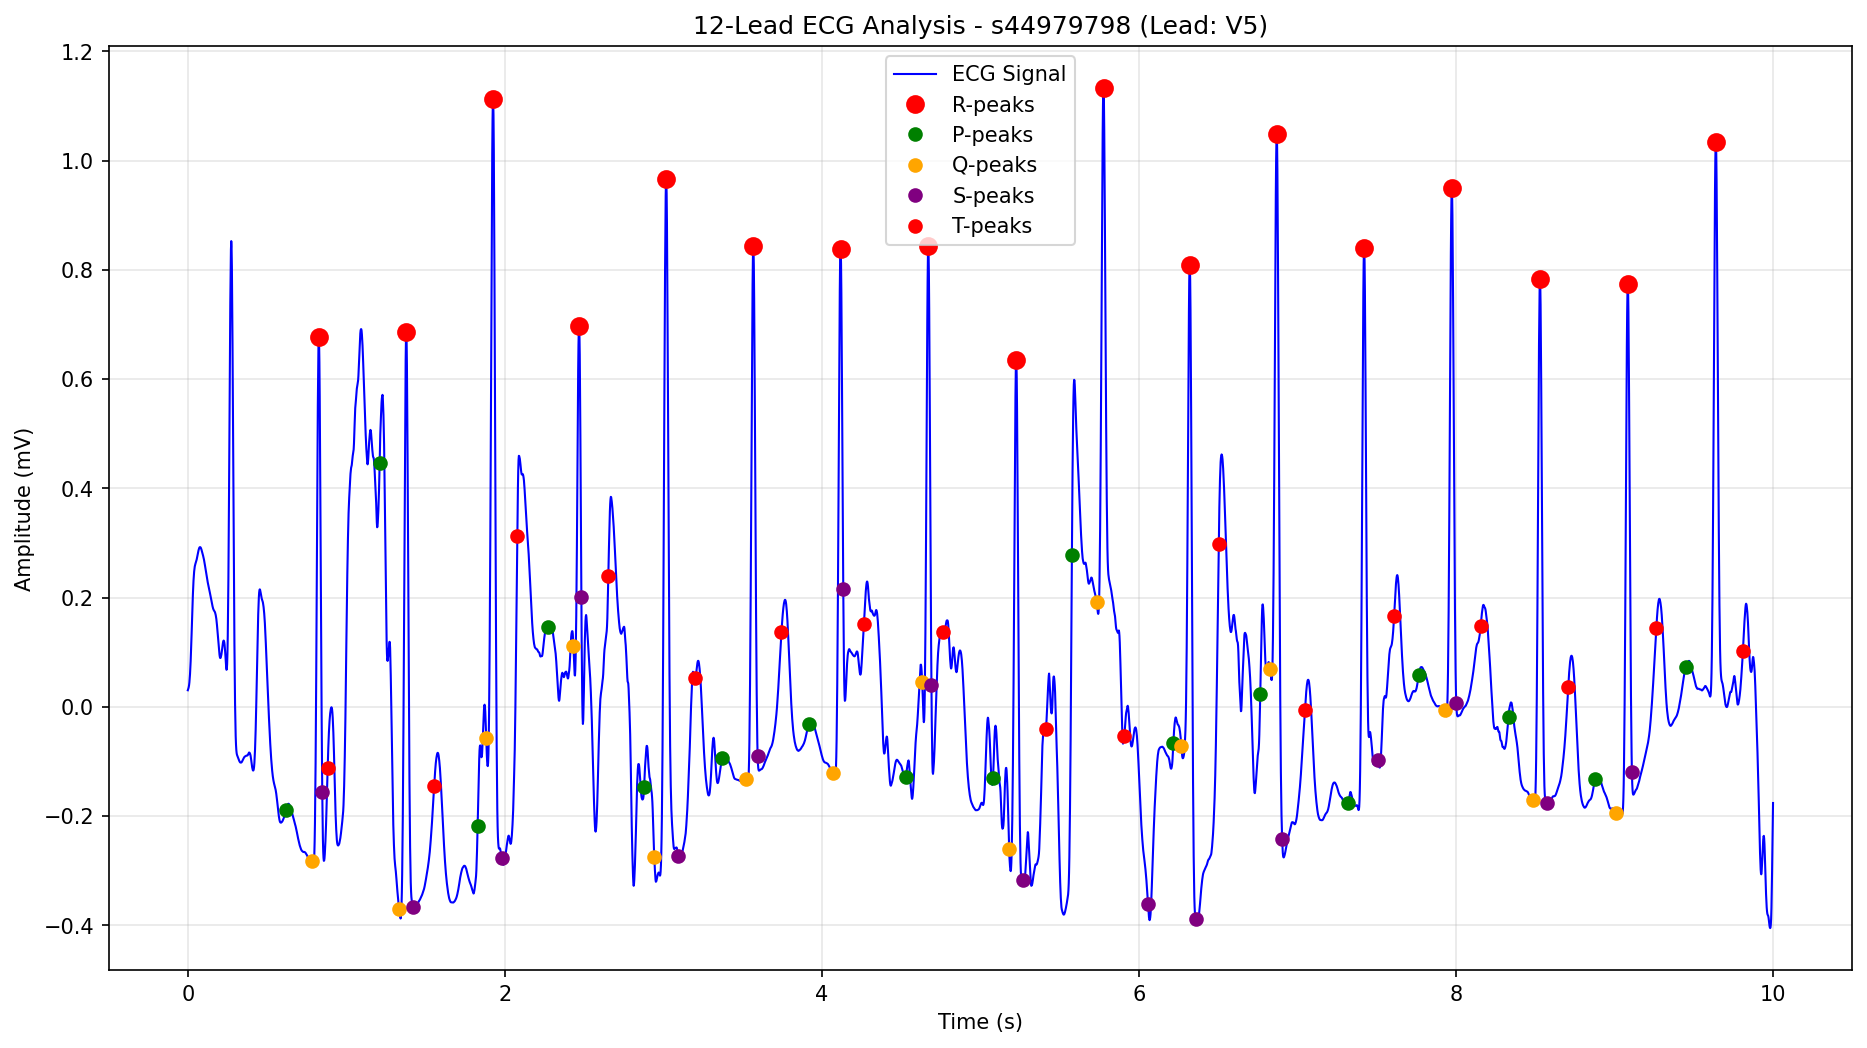 12-Lead ECG Analysis - s44979798 (Lead: V5)
ECG Signal
R-peaks
P-peaks
Q-peaks
S-peaks
T-peaks
Amplitude (mV)
1.2
1.0
0.8
0.6
0.4
0.2
0.0
−0.2
−0.4
0 2 4 6 8 10
Time (s)